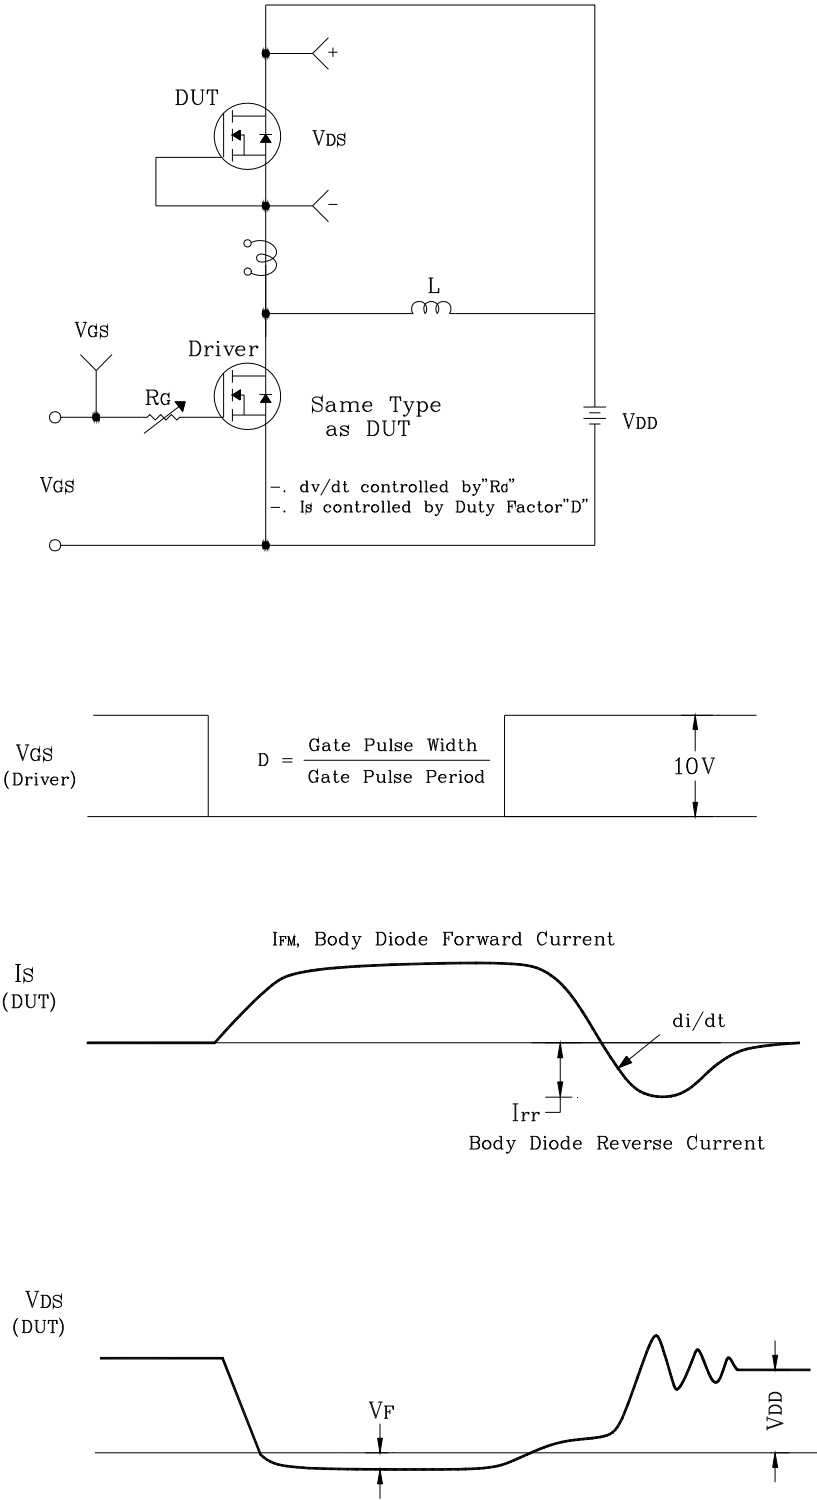 +
DUT
VDS
-
L
VGS
Driver
RG
Same Type
as DUT
VDD
VGS
-. dv/dt controlled by"RG"
-. Is controlled by Duty Factor"D"
VGS
(Driver)
D = Gate Pulse Width
Gate Pulse Period
10V
IFM, Body Diode Forward Current
IS
(DUT)
di/dt
Irr
Body Diode Reverse Current
VDS
(DUT)
VF
VDD